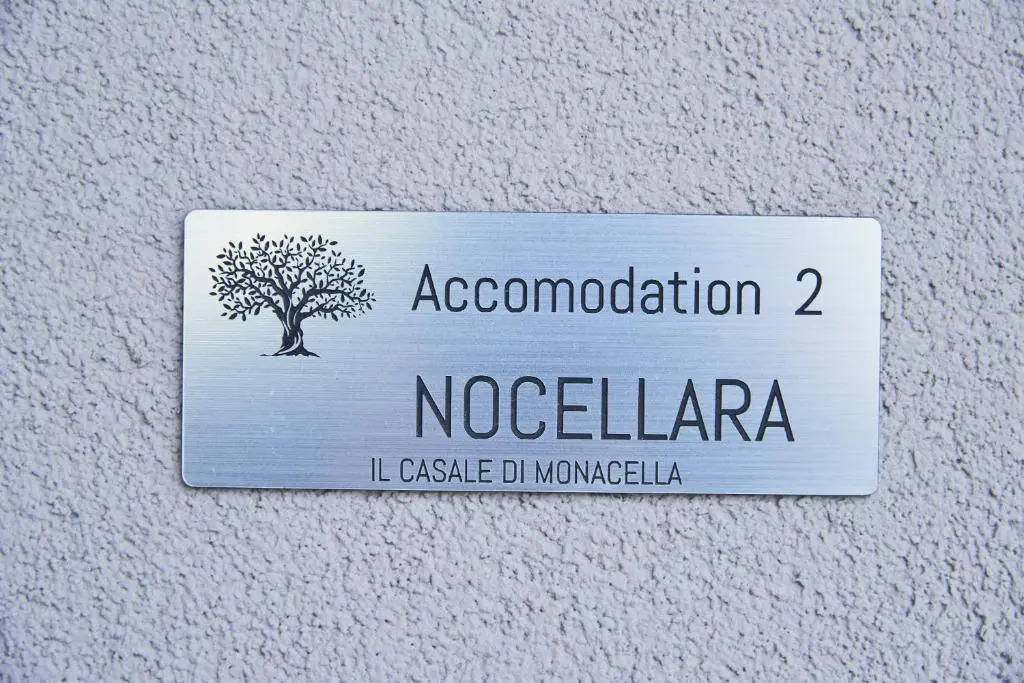 Accomodation 2
NOCELLARA
IL CASALE DI MONACELLA